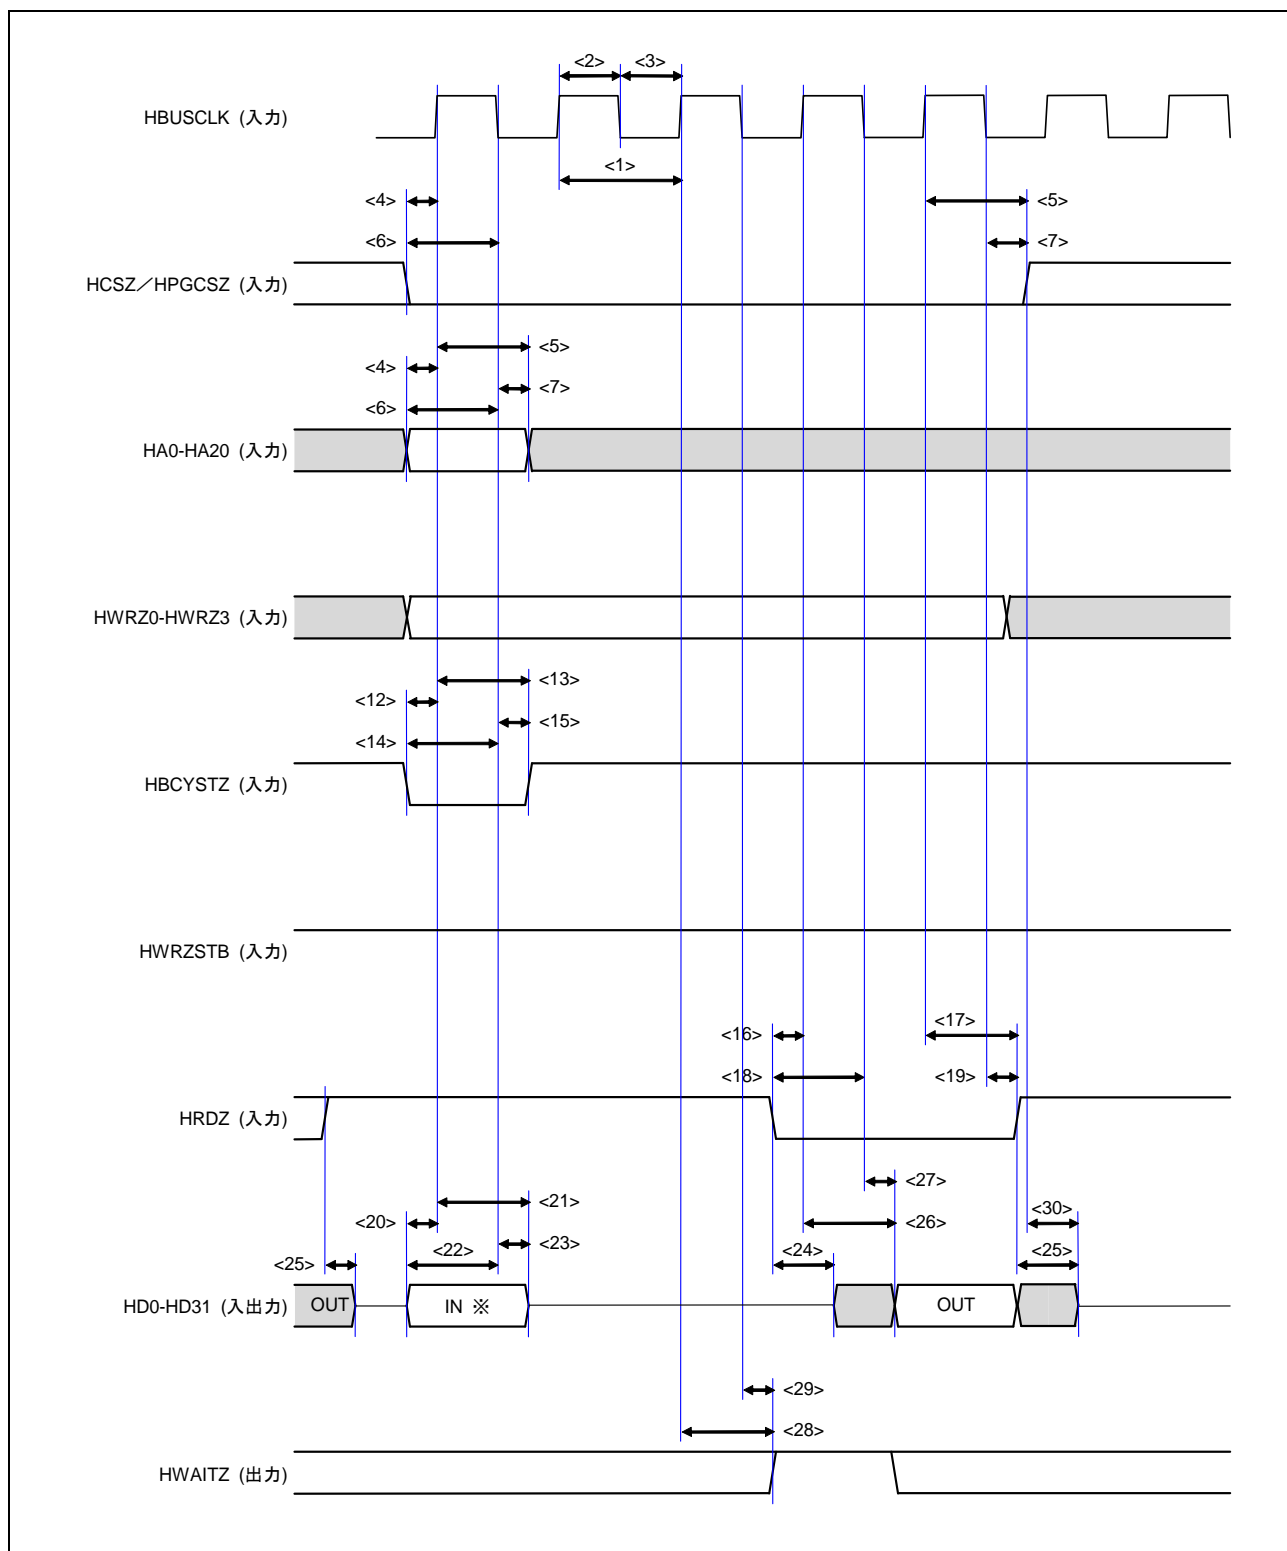 <2> <3>
HBUSCLK (入力)
<1>
<4> <5>
<6> <7>
HCSZ／HPGCSZ (入力)
<5>
<4>
<7>
<6>
HA0-HA20 (入力)
HWRZ0-HWRZ3 (入力)
<13>
<12>
<15>
<14>
HBCYSTZ (入力)
HWRZSTB (入力)
<17>
<16>
<18> <19>
HRDZ (入力)
<27>
<21>
<20> <26> <30>
<22> <23> <24> <25>
<25>
HD0-HD31 (入出力) OUT IN ※ OUT
<29>
<28>
HWAITZ (出力)